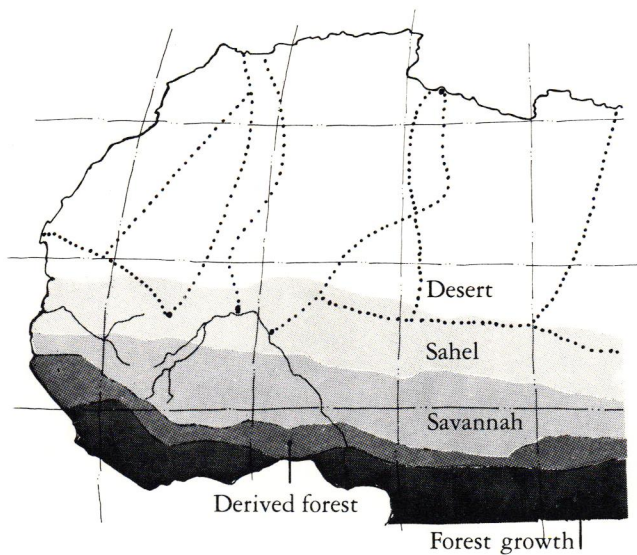 Desert
Sahel
Savannah
Derived forest
Forest growth